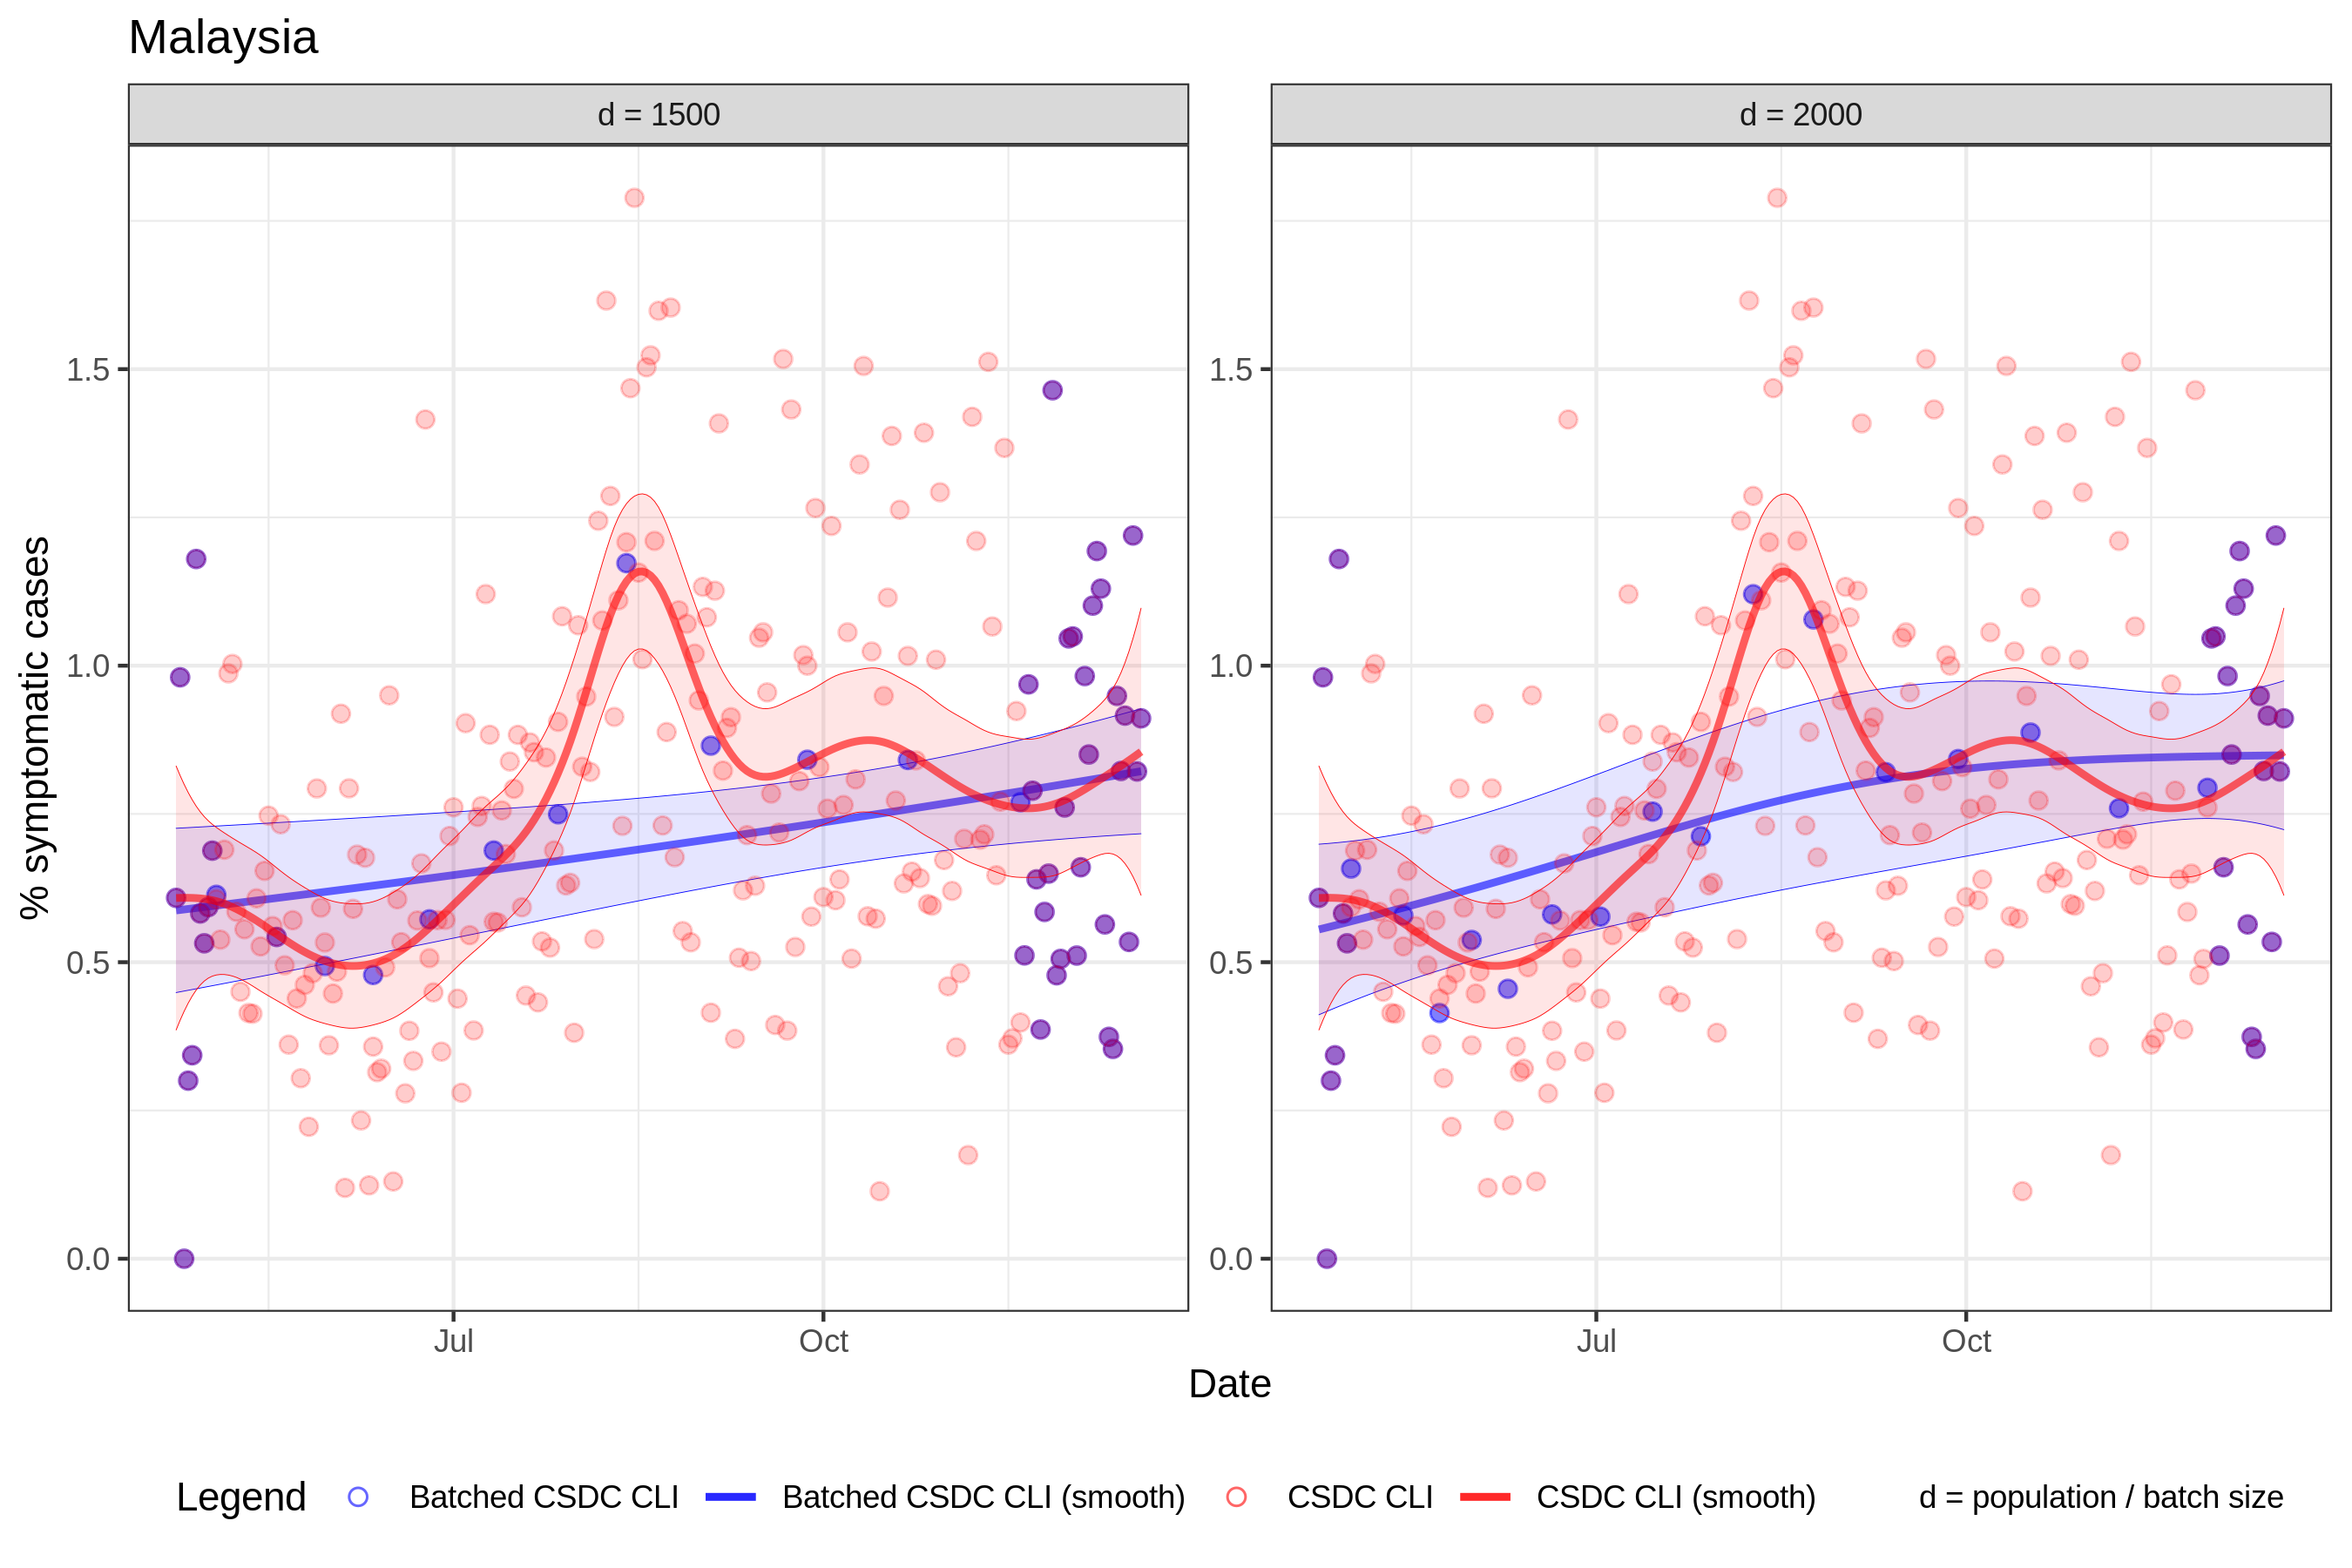 Malaysia
d = 1500
d = 2000
% symptomatic cases
1.5
1.0
0.5
0.0
1.5
1.0
0.5
0.0
Jul
Oct
Jul
Oct
Date
Legend
Batched CSDC CLI
Batched CSDC CLI (smooth)
CSDC CLI
CSDC CLI (smooth)
d = population / batch size